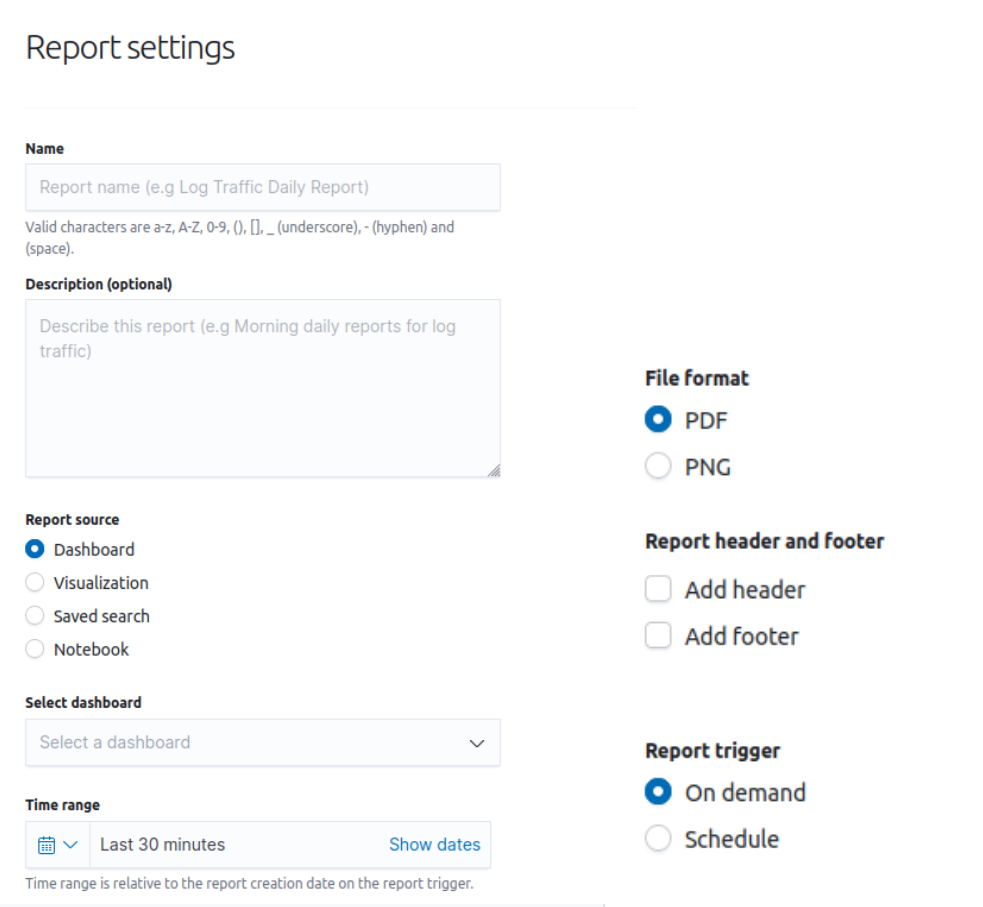 Report settings
Name
Report name (e.g Log Traffic Daily Report)
Valid characters are a-z, A-Z, 0-9, (), [], _ (underscore), - (hyphen) and
(space).
Description (optional)
Describe this report (e.g Morning daily reports for log
traffic)
Report source
Dashboard
Visualization
Saved search
Notebook
Select dashboard
Select a dashboard
Time range
Last 30 minutes Show dates
Time range is relative to the report creation date on the report trigger.
File format
PDF
PNG
Report header and footer
Add header
Add footer
Report trigger
On demand
Schedule